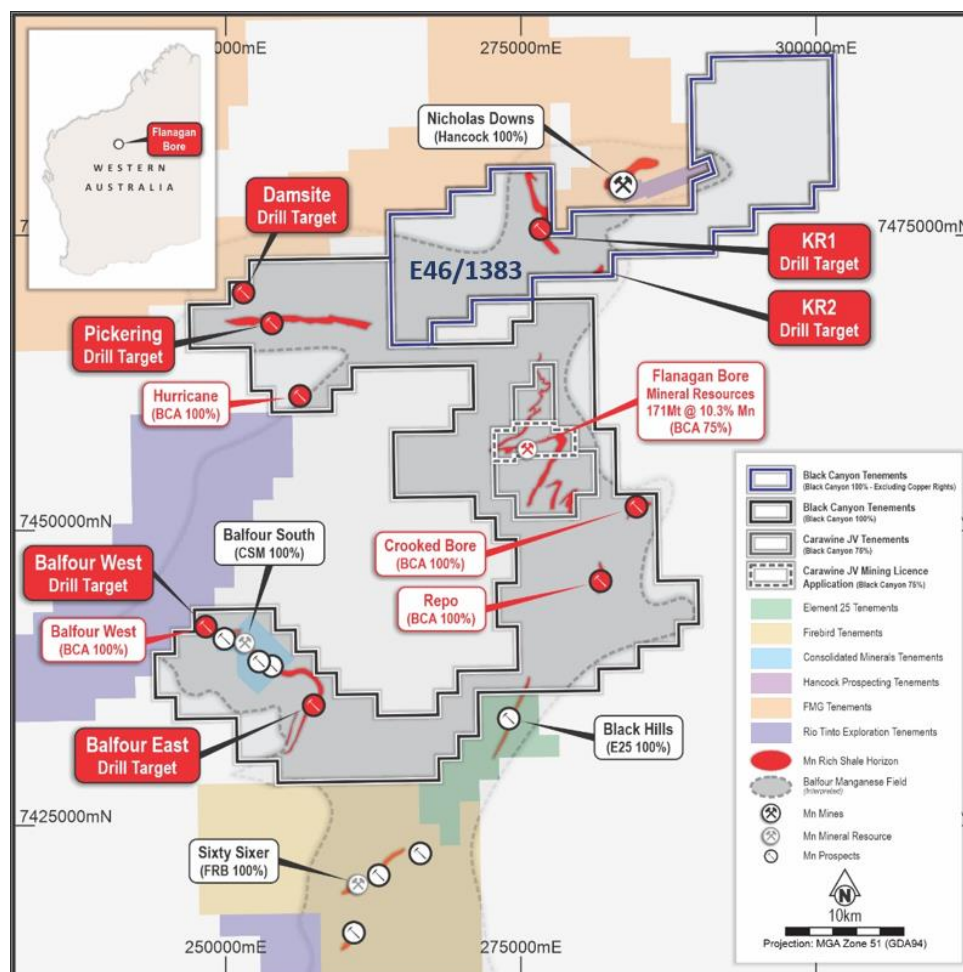 000mE
275000mE
300000mE
Flanagan
Bore
WESTERN
AUSTRALIA
Nicholas Downs
(Hancock 100%)
Damsite
Drill Target
7475000mN
E46/1383
KR1
Drill Target
KR2
Drill Target
Pickering
Drill Target
Hurricane
(BCA 100%)
Flanagan Bore
Mineral Resources
171Mt @ 10.3% Mn
(BCA 75%)
7450000mN
Balfour South
(CSM 100%)
Crooked Bore
(BCA 100%)
Balfour West
Drill Target
Repo
(BCA 100%)
Balfour West
(BCA 100%)
Balfour East
Drill Target
Black Hills
(E25 100%)
7425000mN
Sixty Sixer
(FRB 100%)
250000mE
275000mE
Black Canyon Tenements
(Black Canyon 100% - Excluding Copper Rights)
Black Canyon Tenements
(Black Canyon 100%)
Carawine JV Tenements
Carawine JV Mining Licence
Application (Black Canyon 75%)
Element 25 Tenements
Firebird Tenements
Consolidated Minerals Tenements
Hancock Prospecting Tenements
FMG Tenements
Rio Tinto Exploration Tenements
Mn Rich Shale Horizon
Balfour Manganese Field
(Interpreted)
Mn Mines
Mn Mineral Resource
Mn Prospects
N
10km
Projection: MGA Zone 51 (GDA94)